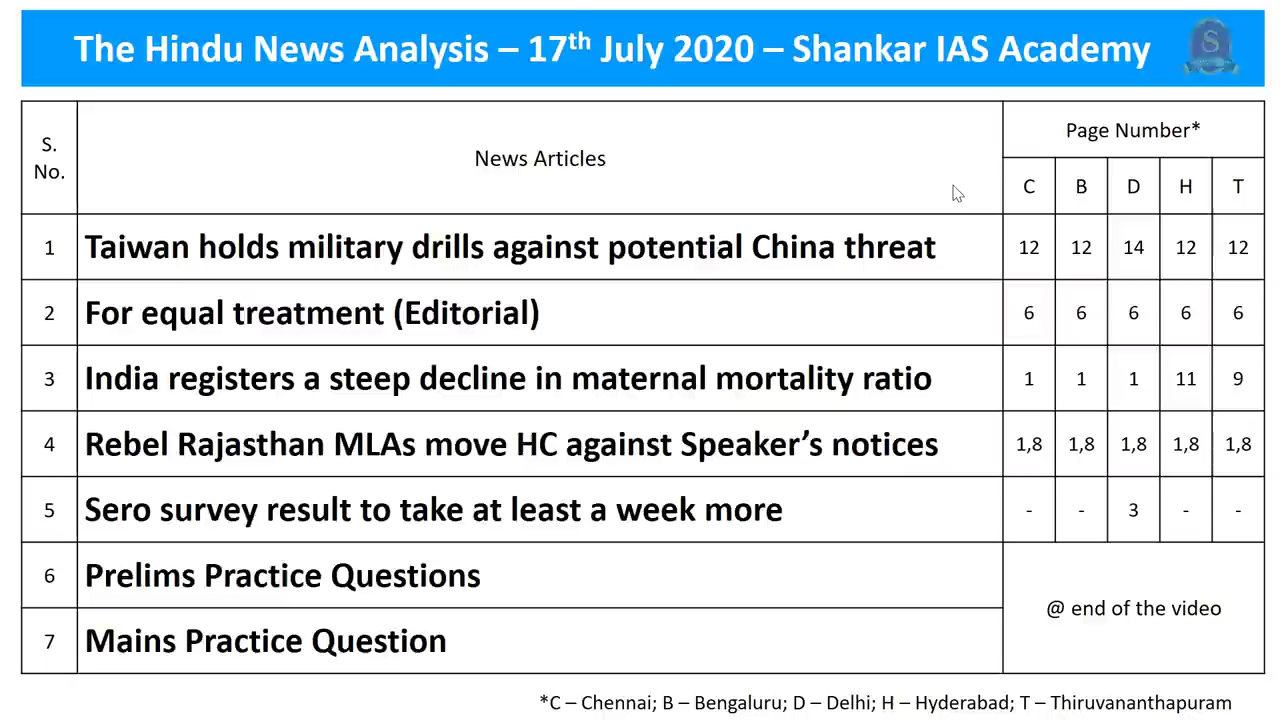 The Hindu News Analysis – 17th July 2020 – Shankar IAS Academy
S
S. No.
News Articles
Page Number*
C B D H T
1 Taiwan holds military drills against potential China threat 12 12 14 12 12
2 For equal treatment (Editorial) 6 6 6 6 6
3 India registers a steep decline in maternal mortality ratio 1 1 1 11 9
4 Rebel Rajasthan MLAs move HC against Speaker’s notices 1,8 1,8 1,8 1,8 1,8
5 Sero survey result to take at least a week more - - 3 - -
6 Prelims Practice Questions
@ end of the video
7 Mains Practice Question
*C – Chennai; B – Bengaluru; D – Delhi; H – Hyderabad; T – Thiruvananthapuram